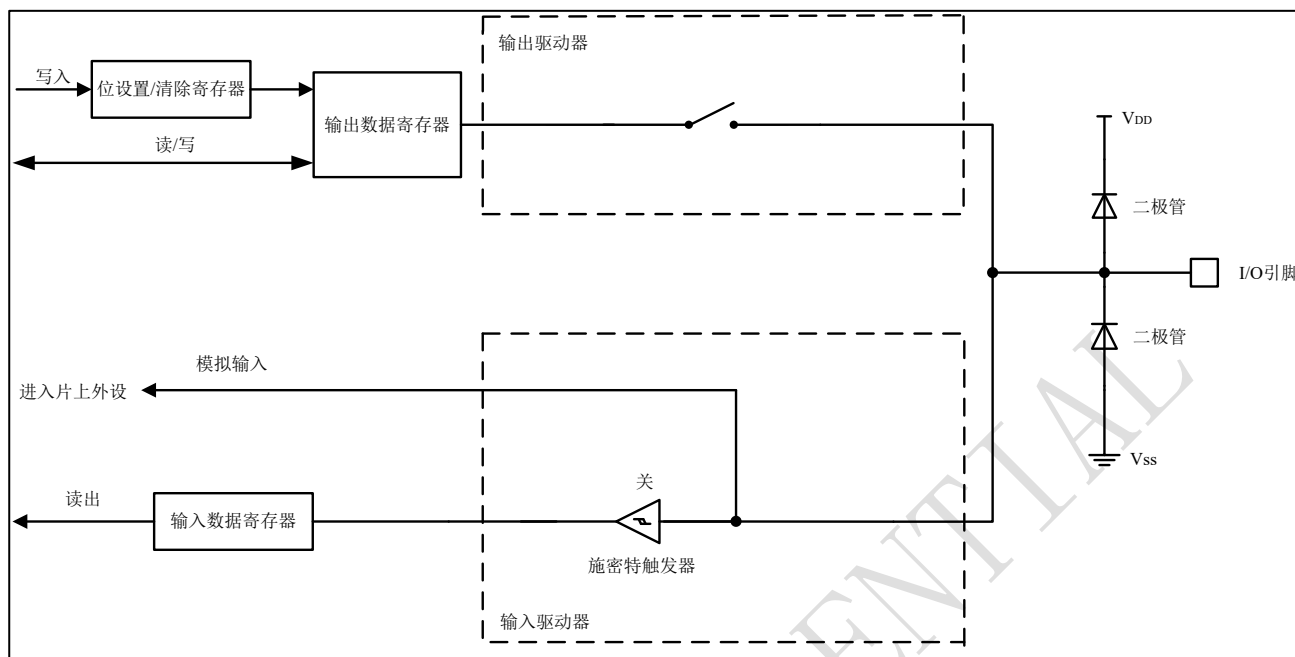 输出驱动器
写入
位设置/清除寄存器
输出数据寄存器
读/写
VDD
二极管
I/O引脚
二极管
模拟输入
进入片上外设
VSS
关
读出
输入数据寄存器
施密特触发器
输入驱动器
ENTIAL